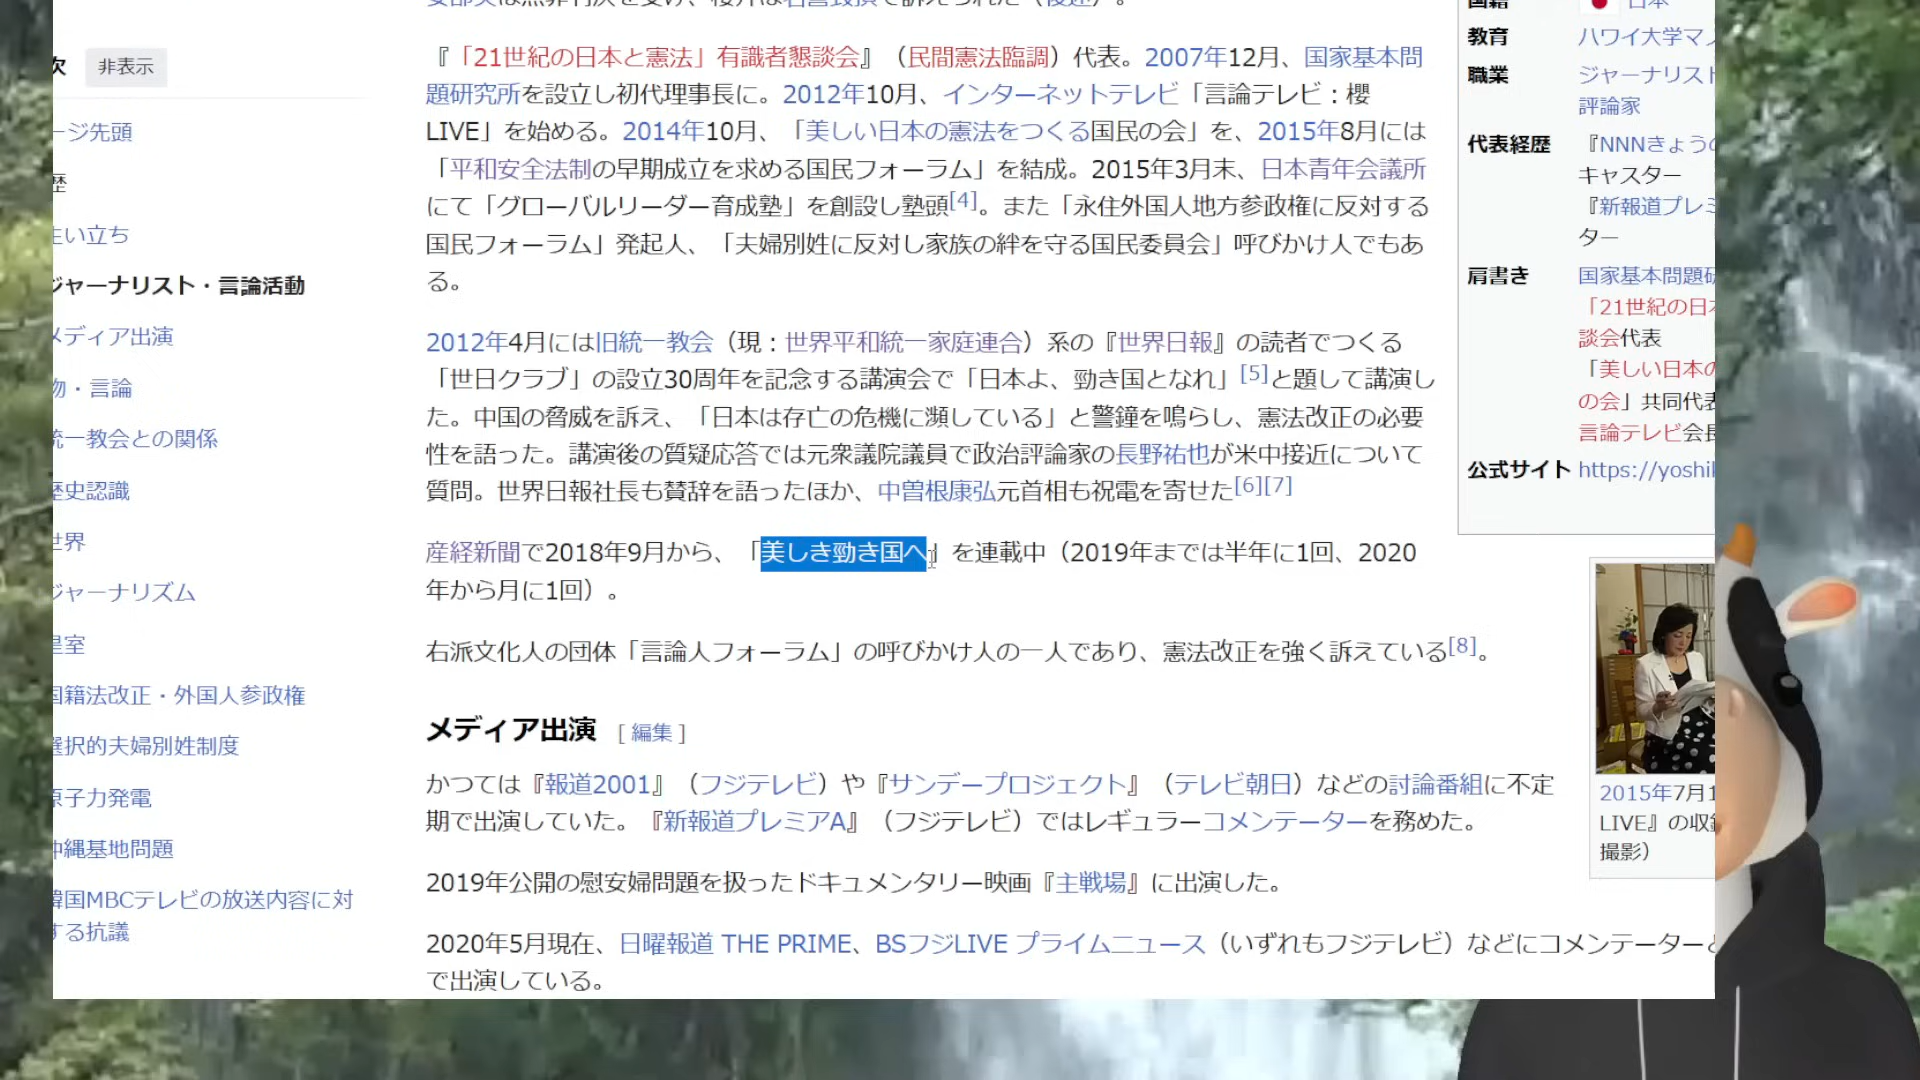 次 非表示
ージ先頭
歴
生い立ち
ジャーナリスト・言論活動
メディア出演
物・言論
統一教会との関係
歴史認識
世界
ジャーナリズム
皇室
国籍法改正・外国人参政権
選択的夫婦別姓制度
原子力発電
沖縄基地問題
韓国MBCテレビの放送内容に対
する抗議
『「21世紀の日本と憲法」有識者懇談会』（民間憲法臨調）代表。2007年12月、国家基本問
題研究所を設立し初代理事長に。2012年10月、インターネットテレビ「言論テレビ：櫻
LIVE」を始める。2014年10月、「美しい日本の憲法をつくる国民の会」を、2015年8月には
「平和安全法制の早期成立を求める国民フォーラム」を結成。2015年3月末、日本青年会議所
にて「グローバルリーダー育成塾」を創設し塾頭[4]。また「永住外国人地方参政権に反対する
国民フォーラム」発起人、「夫婦別姓に反対し家族の絆を守る国民委員会」呼びかけ人でもあ
る。
2012年4月には旧統一教会（現：世界平和統一家庭連合）系の『世界日報』の読者でつくる
「世日クラブ」の設立30周年を記念する講演会で「日本よ、勁き国となれ」[5]と題して講演し
た。中国の脅威を訴え、「日本は存亡の危機に瀕している」と警鐘を鳴らし、憲法改正の必要
性を語った。講演後の質疑応答では元衆議院議員で政治評論家の長野祐也が米中接近について
質問。世界日報社長も賛辞を語ったほか、中曽根康弘元首相も祝電を寄せた[6][7]
産経新聞で2018年9月から、「美しき勁き国へ」を連載中（2019年までは半年に1回、2020
年から月に1回）。
右派文化人の団体「言論人フォーラム」の呼びかけ人の一人であり、憲法改正を強く訴えている[8]。
メディア出演 [ 編集 ]
かつては『報道2001』（フジテレビ）や『サンデープロジェクト』（テレビ朝日）などの討論番組に不定
期で出演していた。『新報道プレミアA』（フジテレビ）ではレギュラーコメンテーターを務めた。
2019年公開の慰安婦問題を扱ったドキュメンタリー映画『主戦場』に出演した。
2020年5月現在、日曜報道 THE PRIME、BSフジLIVE プライムニュース（いずれもフジテレビ）などにコメンテーターと
で出演している。
国籍 日本
教育 ハワイ大学マノ
職業 ジャーナリスト
評論家
代表経歴 『NNNきょうの
キャスター
『新報道プレミ
ター
肩書き 国家基本問題研
「21世紀の日本
談会代表
「美しい日本の
の会」共同代表
言論テレビ会長
公式サイト https://yoshik
2015年7月1
LIVE』の収録
撮影）